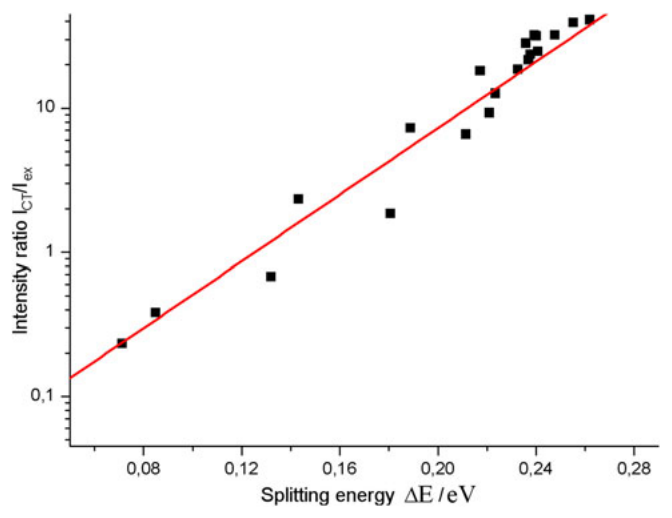 Intensity ratio I_CT/I_ex
10
1
0,1
0,08 0,12 0,16 0,20 0,24 0,28
Splitting energy ΔE / eV